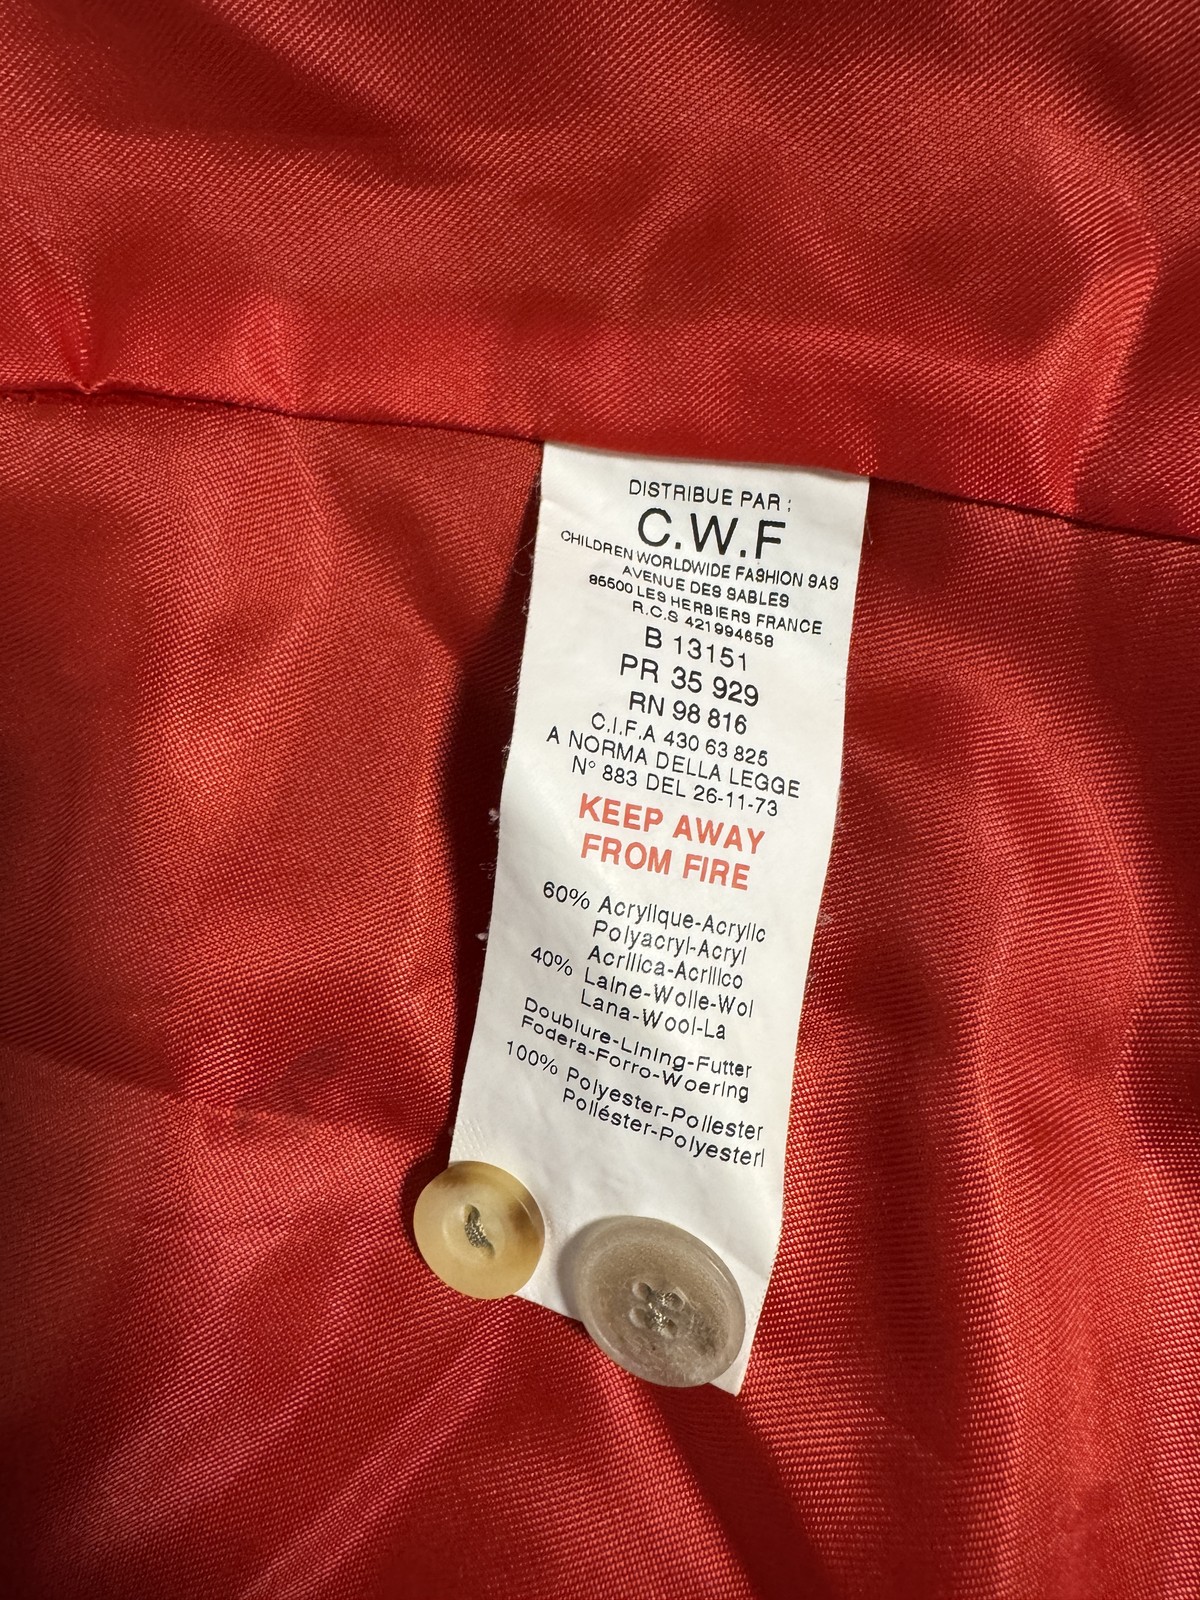 DISTRIBUE PAR :
C.W.F
CHILDREN WORLDWIDE FASHION SAS
AVENUE DES SABLES
85500 LES HERBIERS FRANCE
R.C.S 421994658
B 13151
PR 35 929
RN 98 816
C.I.F.A 430 63 825
A NORMA DELLA LEGGE
N° 883 DEL 26-11-73
KEEP AWAY
FROM FIRE
60% Acrylique-Acrylic
Polyacryl-Acryl
Acrilica-Acrilico
40% Laine-Wolle-Wol
Lana-Wool-La
Doublure-Lining-Futter
Fodera-Forro-Woering
100% Polyester-Poliester
Poliéster-Polyesterl